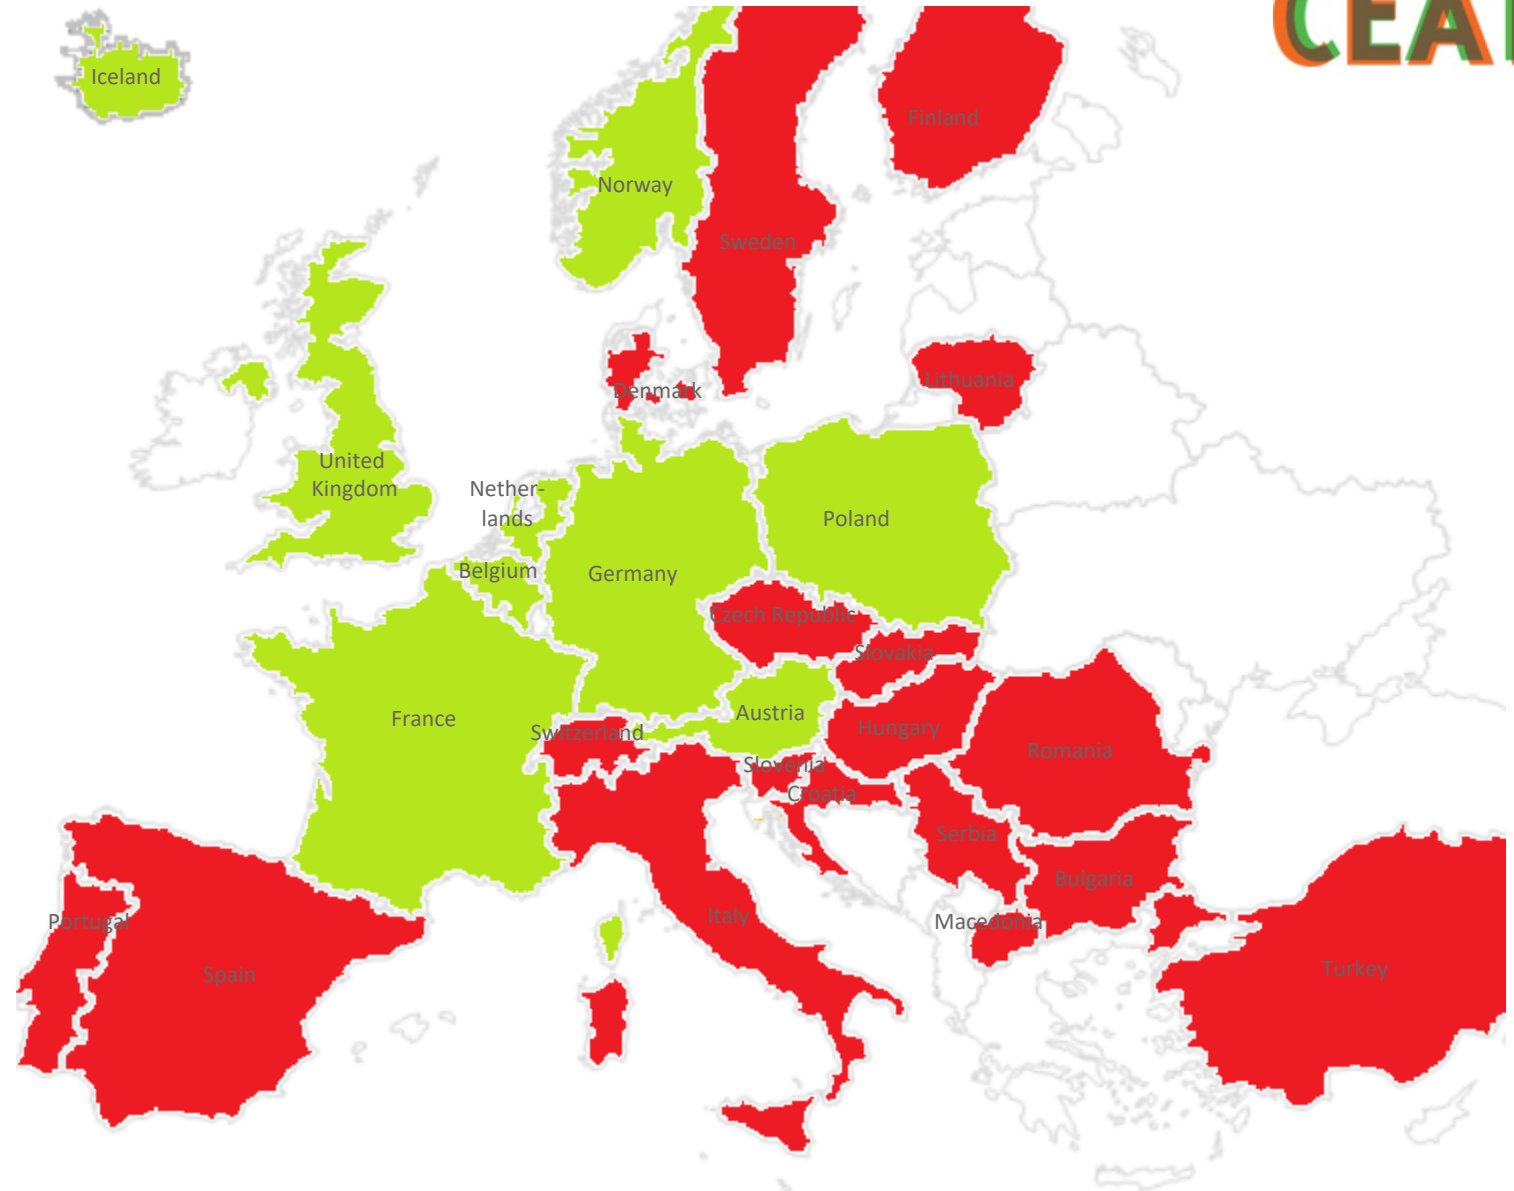 CEA
Iceland
Finland
Norway
Sweden
Denmark
Lithuania
United
Kingdom
Nether-
lands
Poland
Belgium
Germany
Czech Republic
Slovakia
France
Austria
Switzerland
Hungary
Romania
Slovenia
Croatia
Serbia
Bulgaria
Italy
Portugal
Macedonia
Spain
Turkey